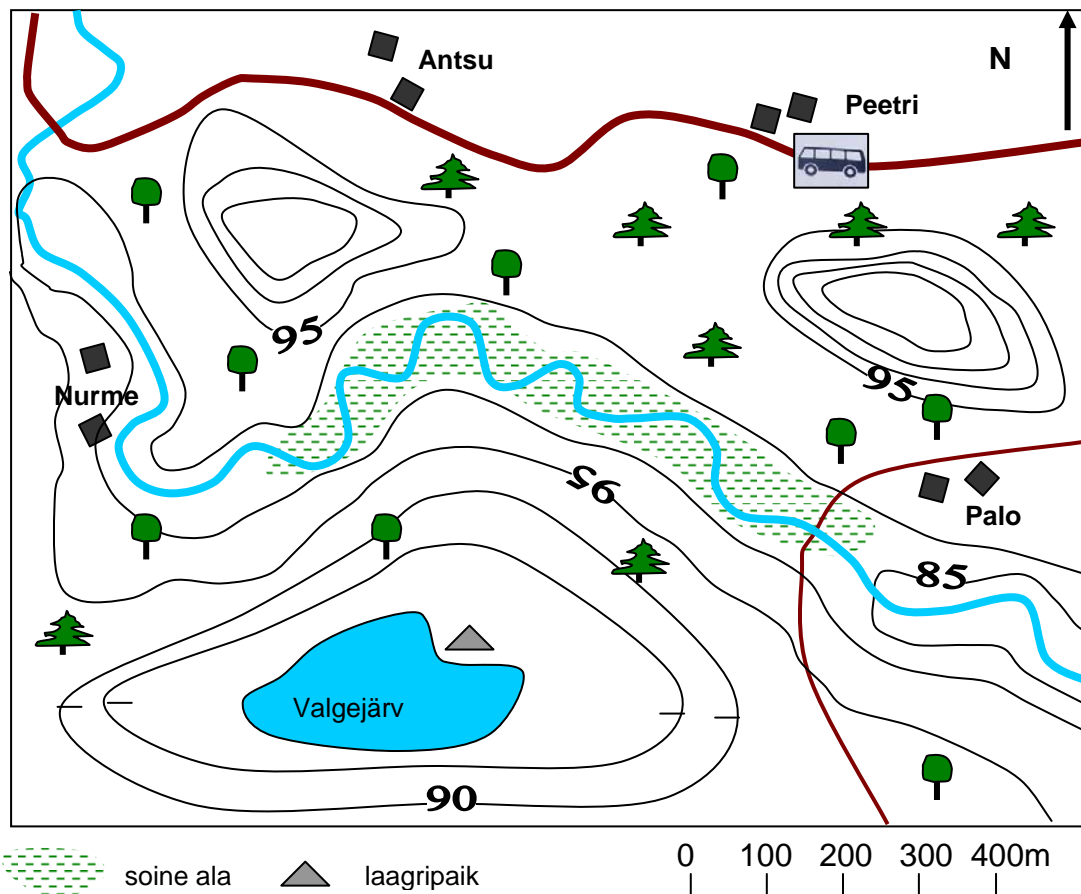 Antsu
N
Peetri
95
95
Nurme
95
Palo
85
Valgejärv
90
soine ala
laagripaik
0 100 200 300 400m